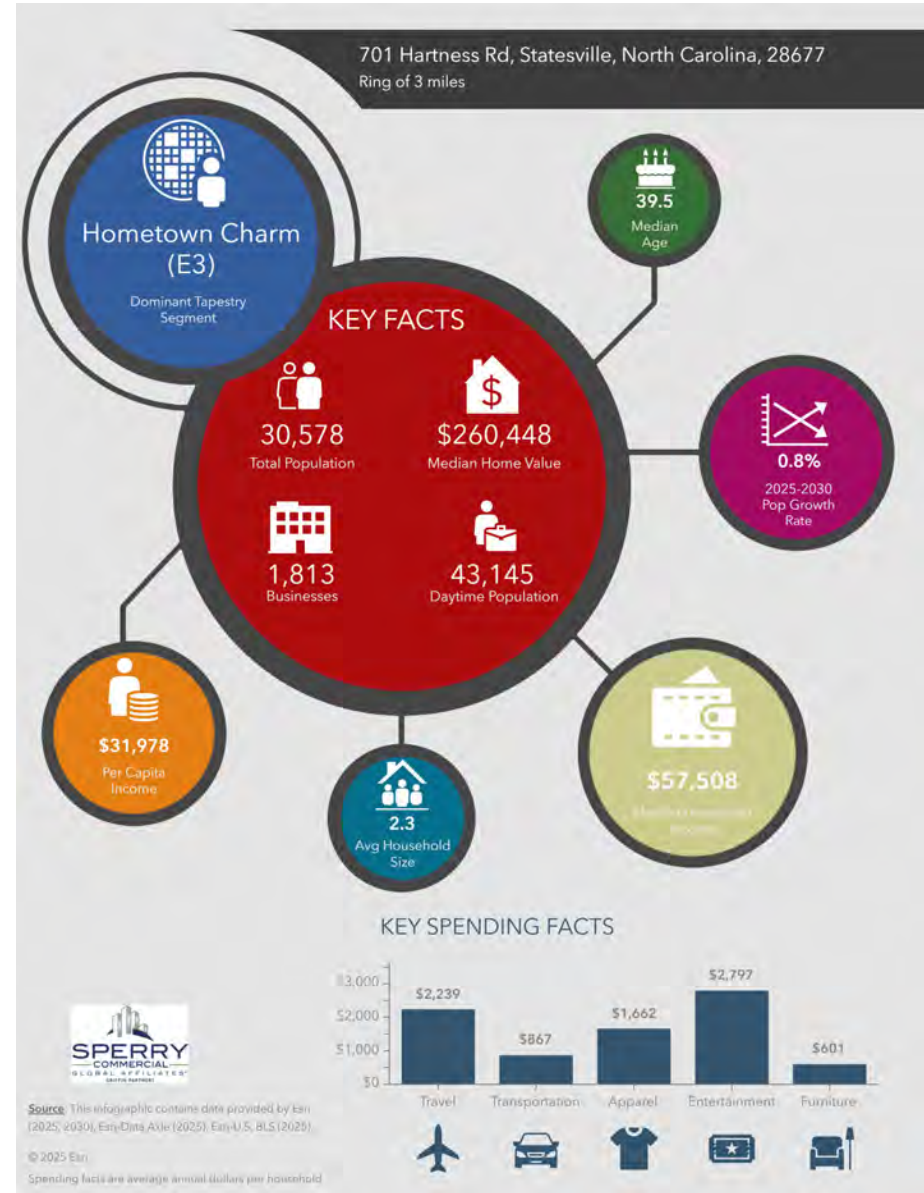 701 Hartness Rd, Statesville, North Carolina, 28677
Ring of 3 miles
Hometown Charm
(E3)
Dominant Tapestry
Segment
39.5
Median
Age
KEY FACTS
30,578
Total Population
$260,448
Median Home Value
1,813
Businesses
43,145
Daytime Population
0.8%
2025-2030
Pop Growth
Rate
$31,978
Per Capita
Income
2.3
Avg Household
Size
$57,508
Median Household
Income
KEY SPENDING FACTS
$3,000
$2,000
$1,000
$0
$2,239
$867
$1,662
$2,797
$601
Travel
Transportation
Apparel
Entertainment
Furniture
SPERRY
COMMERCIAL
GLOBAL AFFILIATES
Source: This infographic contains data provided by Esri
(2025, 2030), Esri-Data Axle (2025), Esri-U.S. BLS (2025).
© 2025 Esri
Spending facts are average annual dollars per household